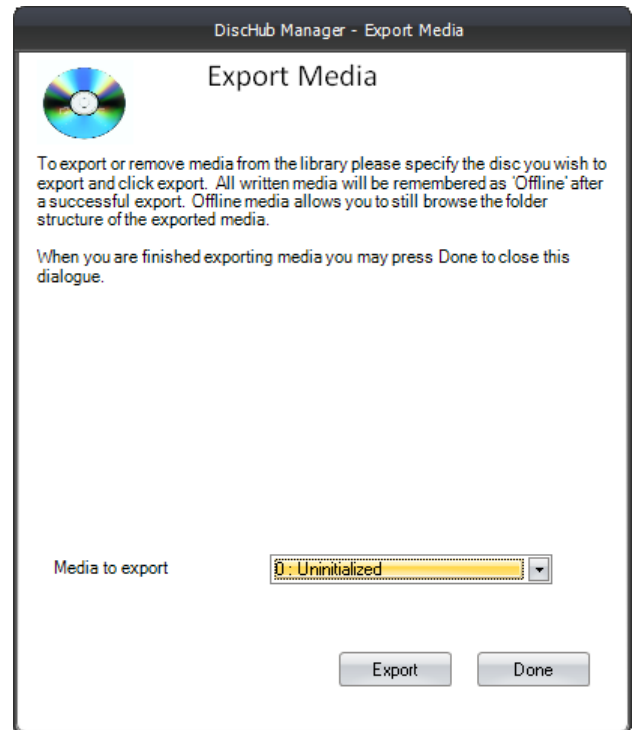 DiscHub Manager - Export Media
Export Media
To export or remove media from the library please specify the disc you wish to
export and click export.  All written media will be remembered as 'Offline' after
a successful export.  Offline media allows you to still browse the folder
structure of the exported media.
When you are finished exporting media you may press Done to close this
dialogue.
Media to export
0 : Uninitialized
Export
Done